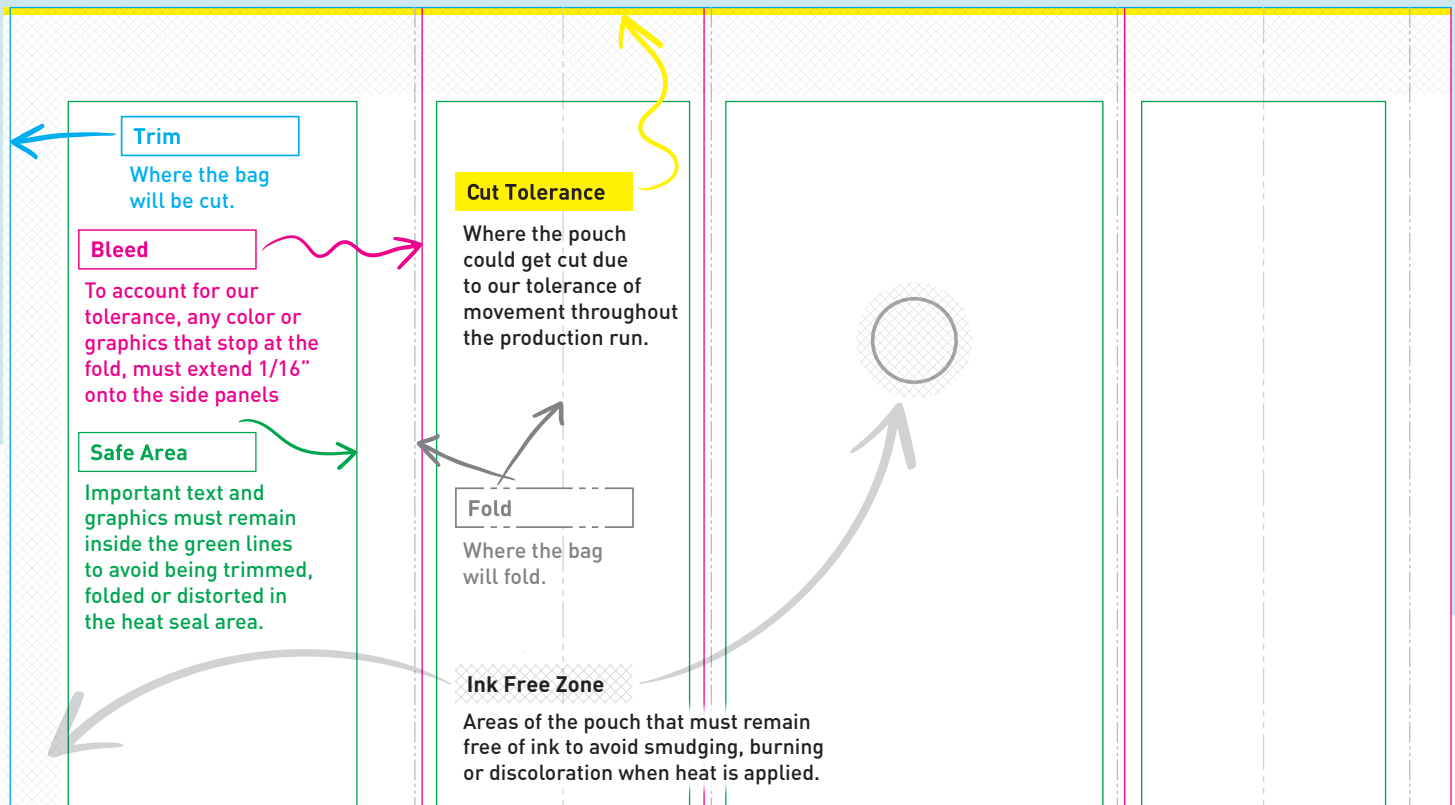 Trim
Where the bag
will be cut.
Bleed
To account for our
tolerance, any color or
graphics that stop at the
fold, must extend 1/16”
onto the side panels
Safe Area
Important text and
graphics must remain
inside the green lines
to avoid being trimmed,
folded or distorted in
the heat seal area.
Cut Tolerance
Where the pouch
could get cut due
to our tolerance of
movement throughout
the production run.
Fold
Where the bag
will fold.
Ink Free Zone
Areas of the pouch that must remain
free of ink to avoid smudging, burning
or discoloration when heat is applied.